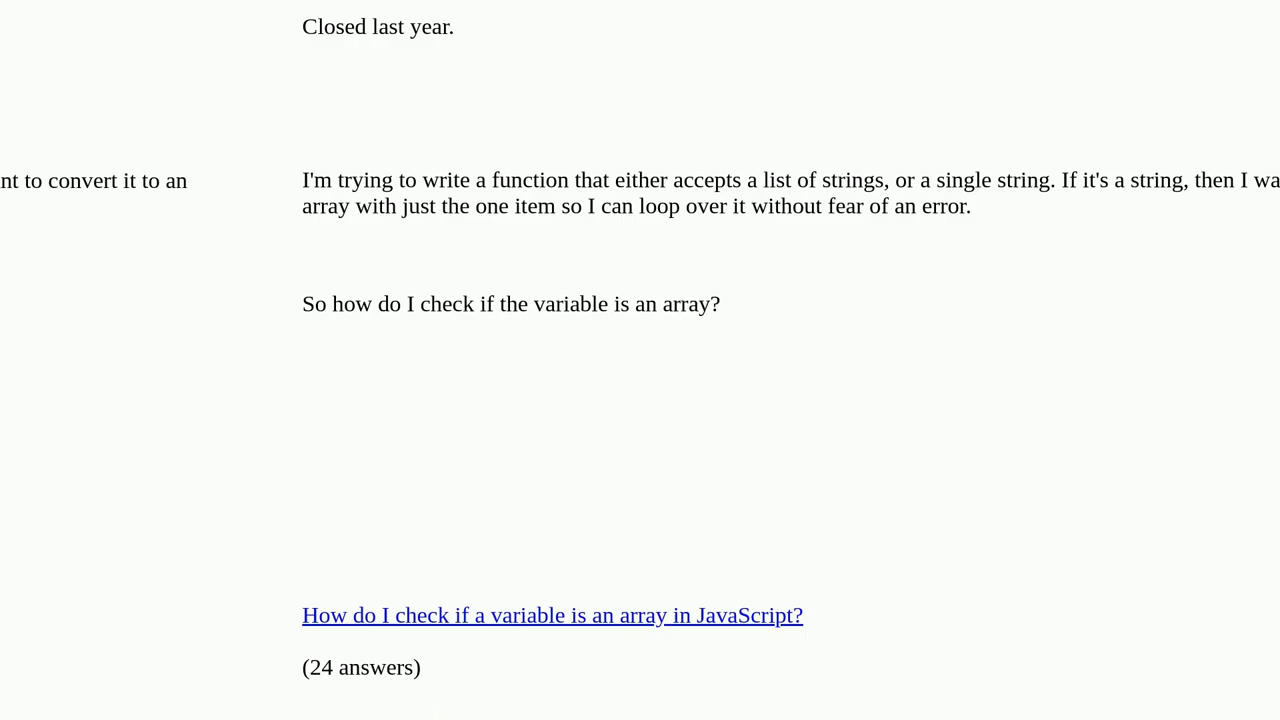 Closed last year.
I'm trying to write a function that either accepts a list of strings, or a single string. If it's a string, then I wa
nt to convert it to an
array with just the one item so I can loop over it without fear of an error.
So how do I check if the variable is an array?
How do I check if a variable is an array in JavaScript?
(24 answers)